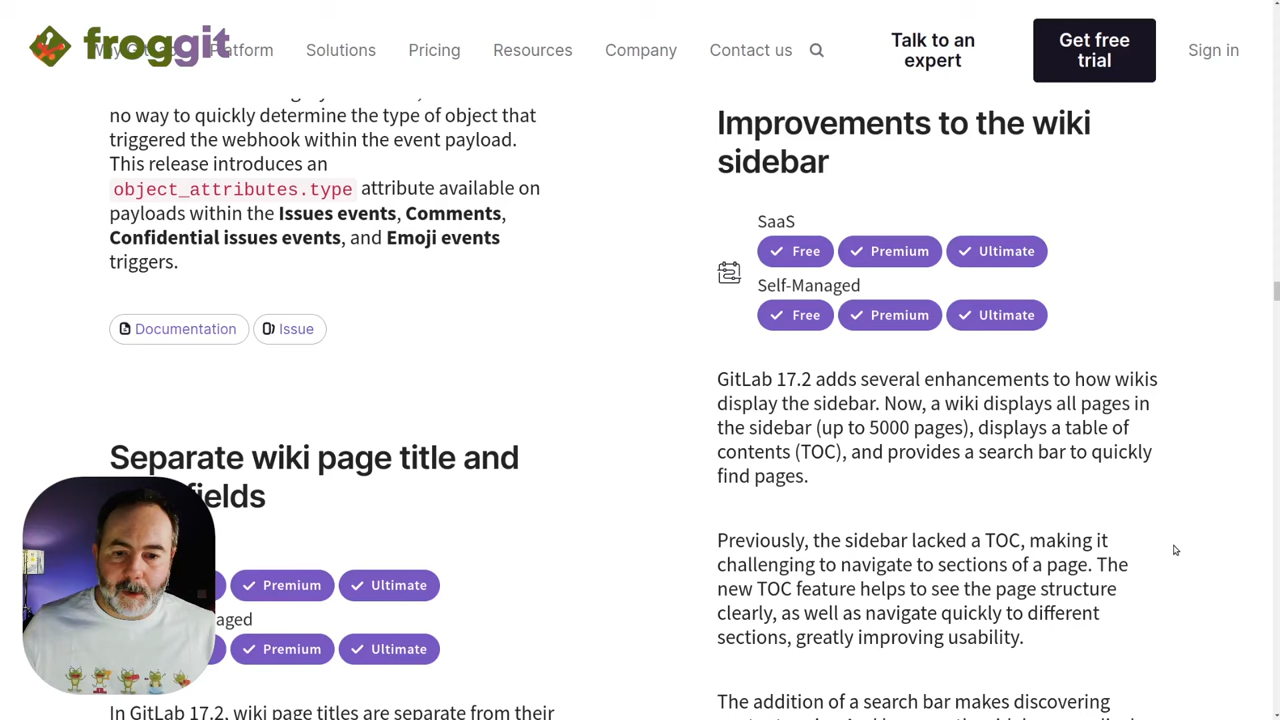 froggit
Platform
Solutions
Pricing
Resources
Company
Contact us
Talk to an
expert
Get free
trial
Sign in
no way to quickly determine the type of object that
triggered the webhook within the event payload.
This release introduces an
object_attributes.type attribute available on
payloads within the Issues events, Comments,
Confidential issues events, and Emoji events
triggers.
Documentation
Issue
Separate wiki page title and
fields
Premium
Ultimate
Premium
Ultimate
In GitLab 17.2, wiki page titles are separate from their
Improvements to the wiki
sidebar
SaaS
Free
Premium
Ultimate
Self-Managed
Free
Premium
Ultimate
GitLab 17.2 adds several enhancements to how wikis
display the sidebar. Now, a wiki displays all pages in
the sidebar (up to 5000 pages), displays a table of
contents (TOC), and provides a search bar to quickly
find pages.
Previously, the sidebar lacked a TOC, making it
challenging to navigate to sections of a page. The
new TOC feature helps to see the page structure
clearly, as well as navigate quickly to different
sections, greatly improving usability.
The addition of a search bar makes discovering